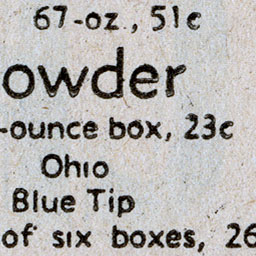 67-oz., 51c
owder
-ounce box, 23c
Ohio
Blue Tip
of six boxes, 26